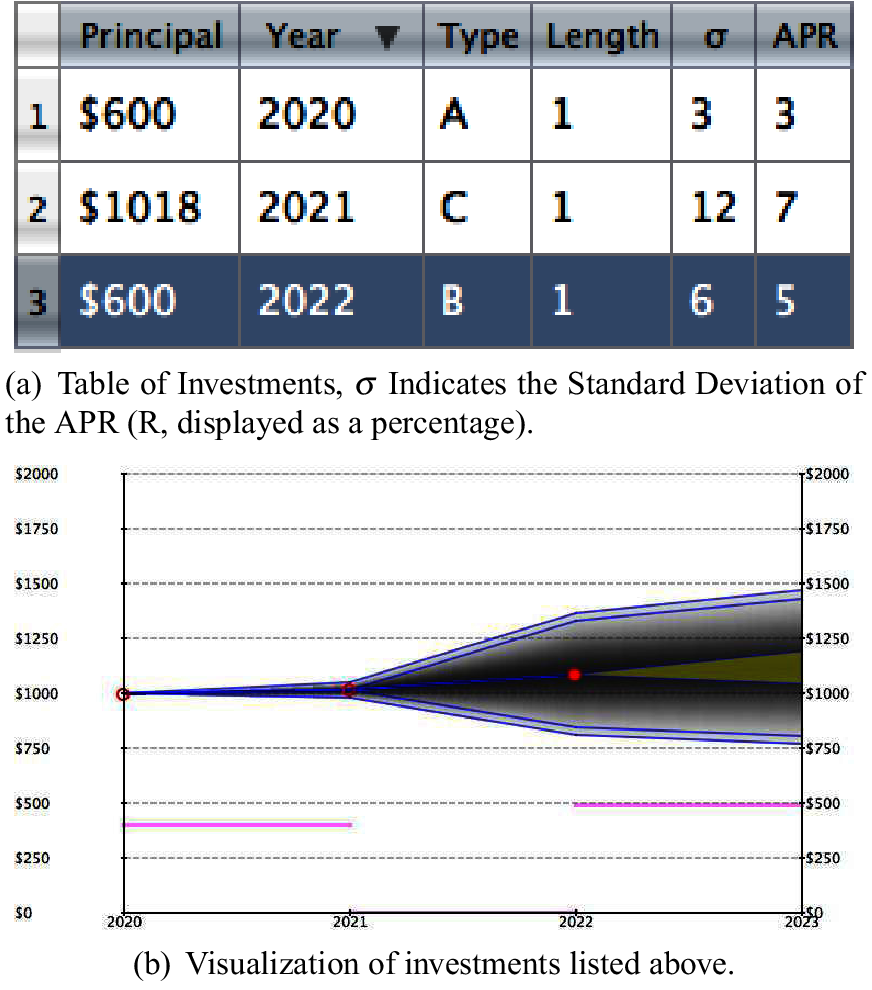 Principal Year ▼ Type Length σ APR
1 $600 2020 A 1 3 3
2 $1018 2021 C 1 12 7
3 $600 2022 B 1 6 5
(a) Table of Investments, σ Indicates the Standard Deviation of
the APR (R, displayed as a percentage).
$2000 $2000
$1750 $1750
$1500 $1500
$1250 $1250
$1000 $1000
$750 $750
$500 $500
$250 $250
$0 $0
2020 2021 2022 2023
(b) Visualization of investments listed above.